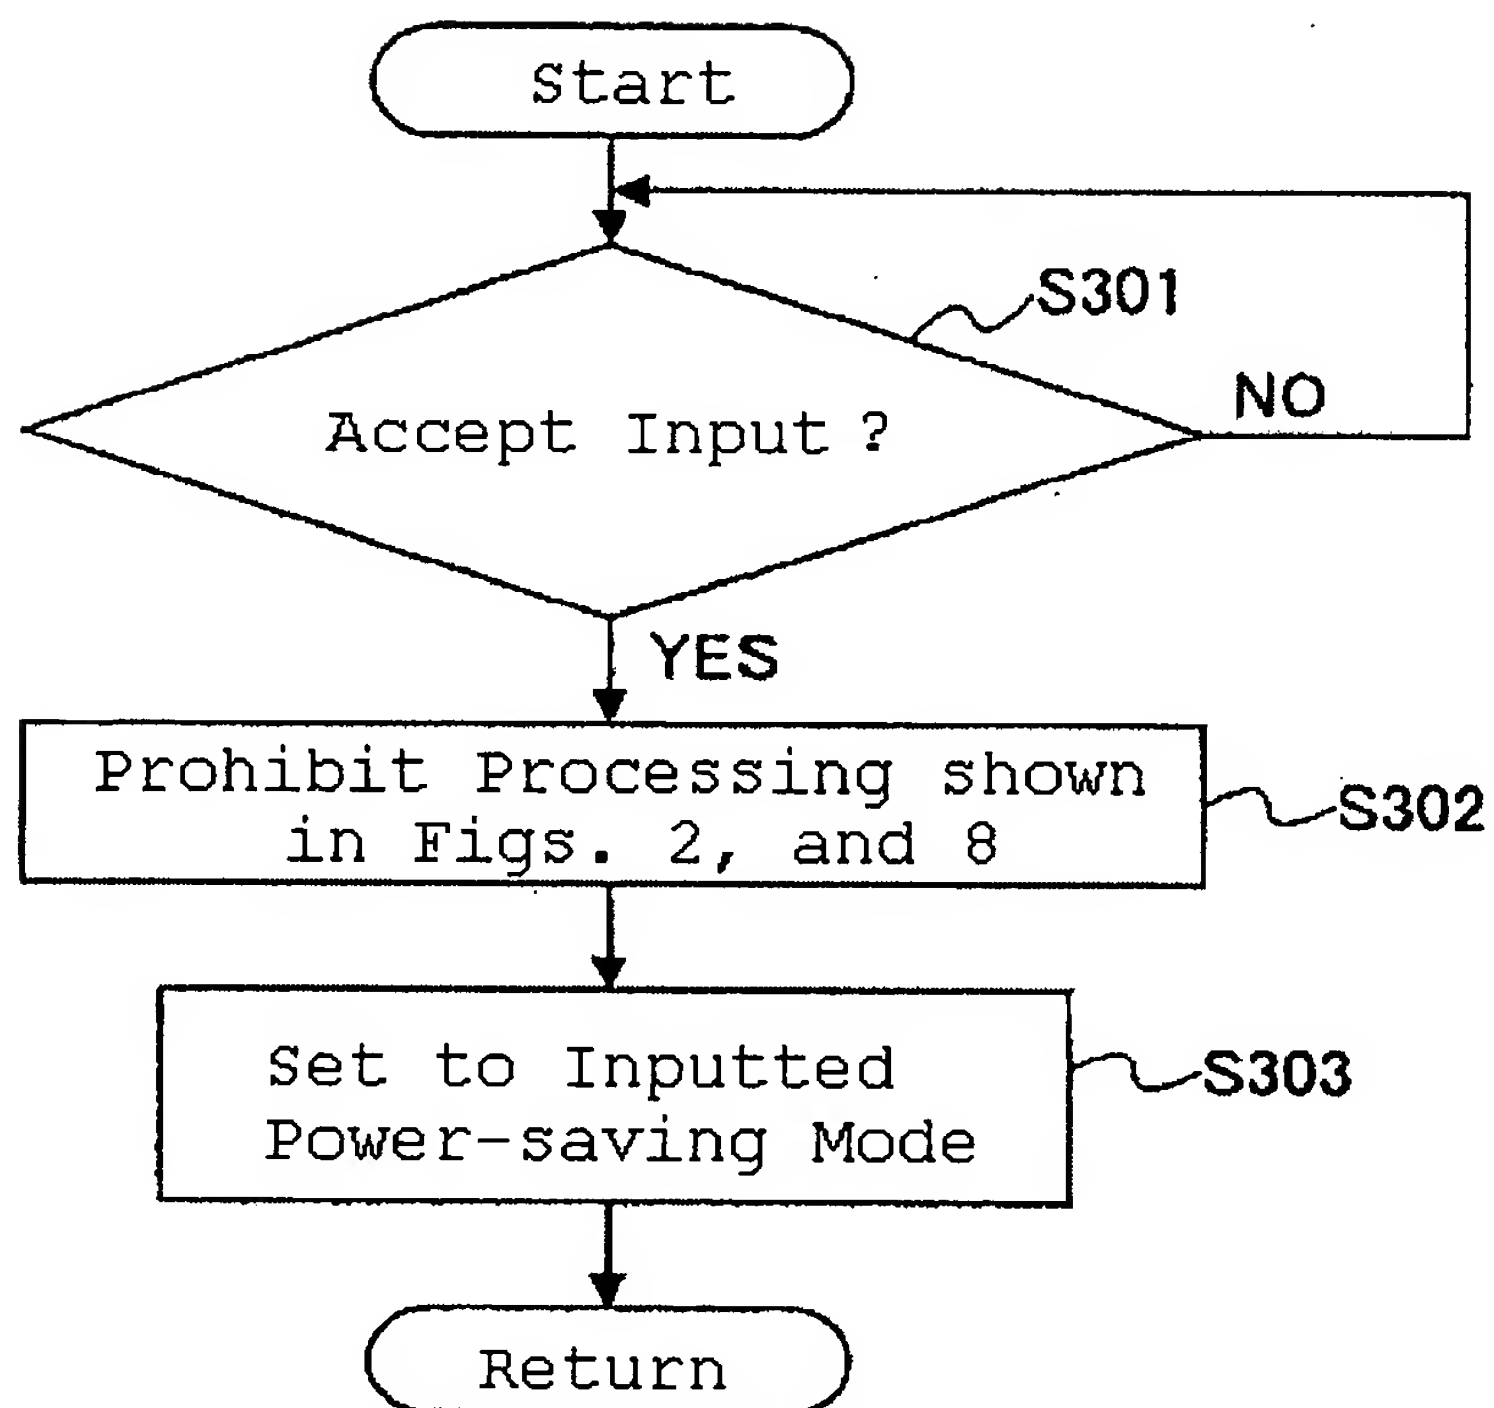 Start
S301
NO
Accept Input ?
YES
Prohibit Processing shown
in Figs. 2, and 8
S302
Set to Inputted
Power-saving Mode
S303
Return